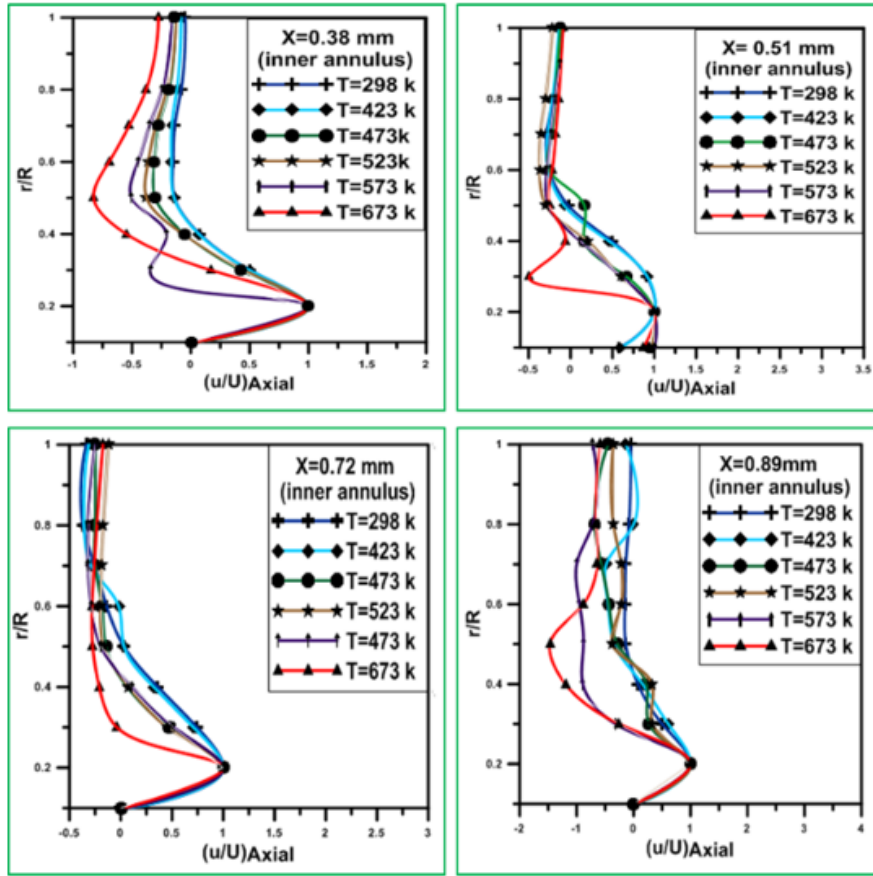 X=0.38 mm
(inner annulus)
T=298 k
T=423 k
T=473k
T=523k
T=573 k
T=673 k
r/R
1
0.8
0.6
0.4
0.2
-1 -0.5 0 0.5 1 1.5 2
(u/U)Axial
X= 0.51 mm
(inner annulus)
T=298 k
T=423 k
T=473 k
T=523 k
T=573 k
T=673 k
r/R
1
0.8
0.6
0.4
0.2
-0.5 0 0.5 1 1.5 2 2.5 3 3.5
(u/U)Axial
X=0.72 mm
(inner annulus)
T=298 k
T=423 k
T=473 k
T=523 k
T=473 k
T=673 k
r/R
1
0.8
0.6
0.4
0.2
-0.5 0 0.5 1 1.5 2 2.5 3
(u/U)Axial
X=0.89mm
(inner annulus)
T=298 k
T=423 k
T=473 k
T=523 k
T=573 k
T=673 k
r/R
1
0.8
0.6
0.4
0.2
-2 -1 0 1 2 3 4
(u/U)Axial